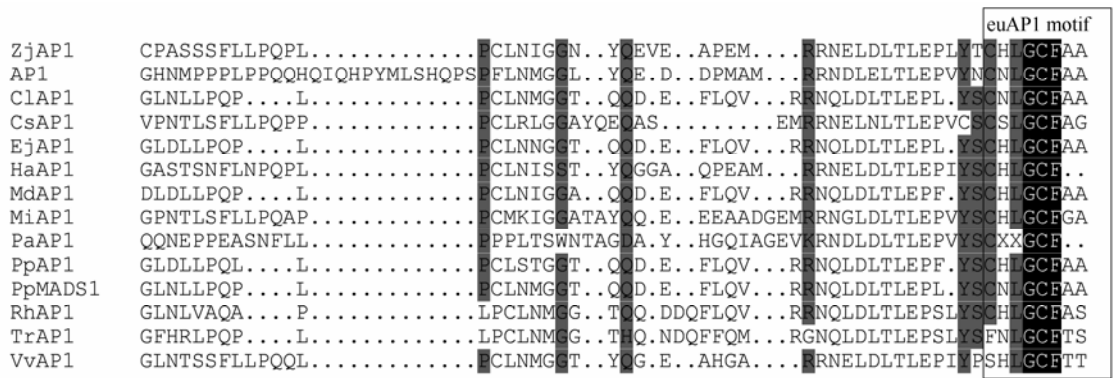 euAP1 motif
ZjAP1 CPASSSFLLPQPL.............PCLNIGGN..YQEVE..APEM.....RRNELDLTLEPLYTCHLGCFAA
AP1 GHNMPPPLPPQQHQIQHPYMLSHQPSPFLNMGGL..YQE.D..DPMAM....RRNDLELTLEPVYNCNLGCFAA
ClAP1 GLNLLPQP....L.............PCLNMGGT..QQD.E..FLQV...RRNQLDLTLEPL.YSCNLGCFAA
CsAP1 VPNTLSFLLPQPP.............PCLRLGGAYQEQAS.........EMRRNELNLTLEPVCSCSLGCFAG
EjAP1 GLDLLPQP....L.............PCLNNGGT..QQD.E..FLQV...RRNQLDLTLEPL.YSCHLGCFAA
HaAP1 GASTSNFLNPQPL.............PCLNISST..YQGGA..QPEAM....RRNELDLTLEPIYSCHLGCF..
MdAP1 DLDLLPQP....L.............PCLNIGGA..QQD.E..FLQV...RRNQLDLTLEPF.YSCHLGCFAA
MiAP1 GPNTLSFLLPQAP.............PCMKIGGATAYQQ.E..EEAADGEMRRNGLDLTLEPVYSCHLGCFGA
PaAP1 QQNEPPEASNFLL.............PPPLTSWNTAGDA.Y..HGQIAGEVKRNDLDLTLEPVYSCXXGCF..
PpAP1 GLDLLPQL....L.............PCLSTGGT..QQD.E..FLQV...RRNQLDLTLEPF.YSCHLGCFAA
PpMADS1 GLNLLPQP....L.............PCLNMGGT..QQD.E..FLQV...RRNQLDLTLEPL.YSCHLGCFAA
RhAP1 GLNLVAQA....P.............LPCLNMGG..TQQ.DDQFLQV...RRNQLDLTLEPSLYSCHLGCFAS
TrAP1 GFHRLPQP....L.............LPCLNMGG..THQ.NDQFFQM...RGNQLDLTLEPSLYSFNLGCFTS
VvAP1 GLNTSSFLLPQQL.............PCLNMGGT..YQG.E..AHGA.....RRNELDLTLEPIYPSHLGCFTT